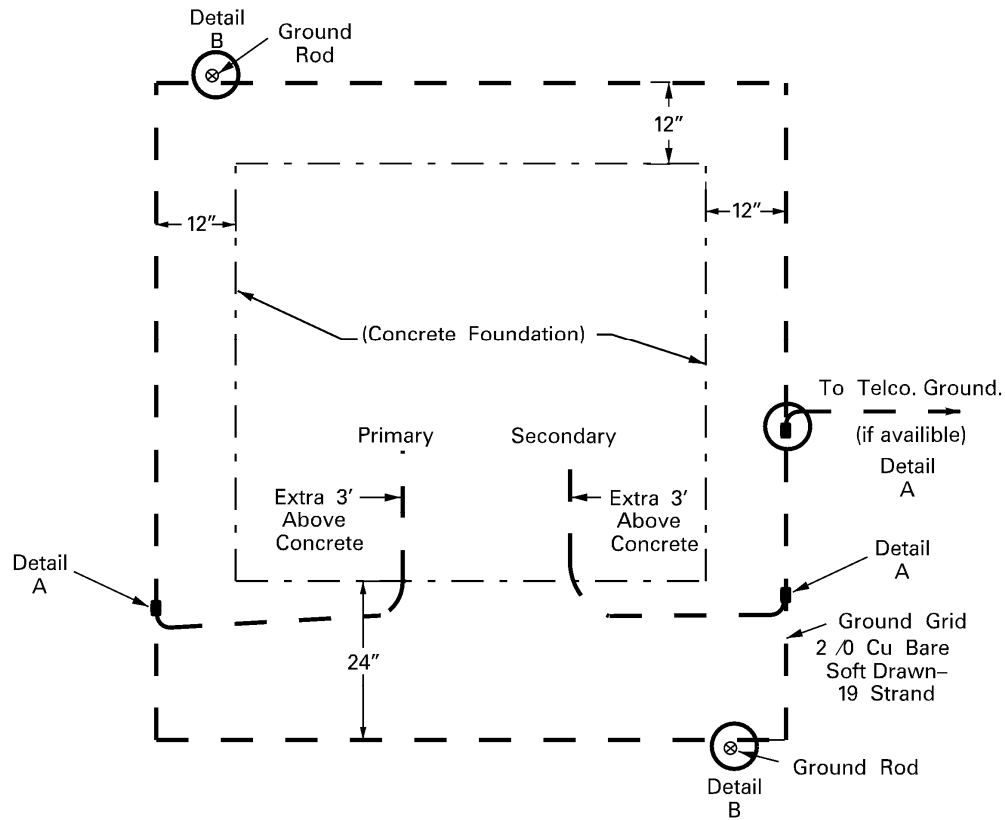 Detail
B
Ground
Rod
12"
12"
12"
(Concrete Foundation)
To Telco. Ground.
(if availible)
Detail
A
Primary
Secondary
Extra 3'
Above
Concrete
Extra 3'
Above
Concrete
Detail
A
Detail
A
Ground Grid
2 /0 Cu Bare
Soft Drawn–
19 Strand
24"
Ground Rod
Detail
B